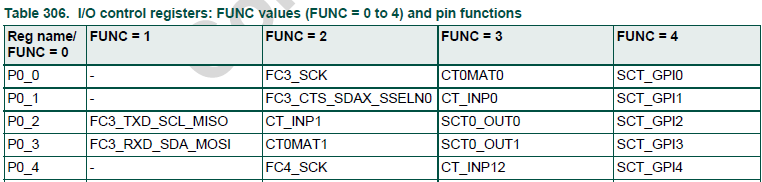 Table 306. I/O control registers: FUNC values (FUNC = 0 to 4) and pin functions
Reg name/ FUNC = 1 FUNC = 2 FUNC = 3 FUNC = 4
FUNC = 0
P0_0 - FC3_SCK CT0MAT0 SCT_GPI0
P0_1 - FC3_CTS_SDAX_SSELN0 CT_INP0 SCT_GPI1
P0_2 FC3_TXD_SCL_MISO CT_INP1 SCT0_OUT0 SCT_GPI2
P0_3 FC3_RXD_SDA_MOSI CT0MAT1 SCT0_OUT1 SCT_GPI3
P0_4 - FC4_SCK CT_INP12 SCT_GPI4